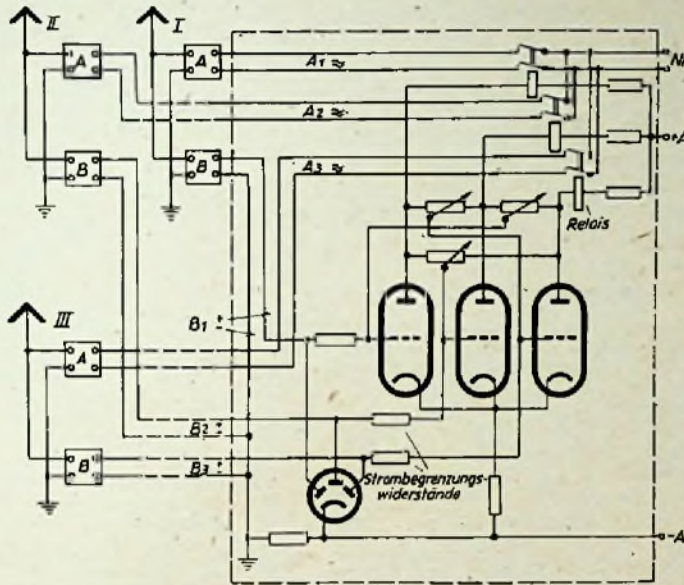 II
I
A
A
A1 ≈
A2 ≈
A3 ≈
+A
B
B
Relais
III
B1 ±
A
B2 ±
B
B3 ±
Strombegrenzungs-
widerstände
-A